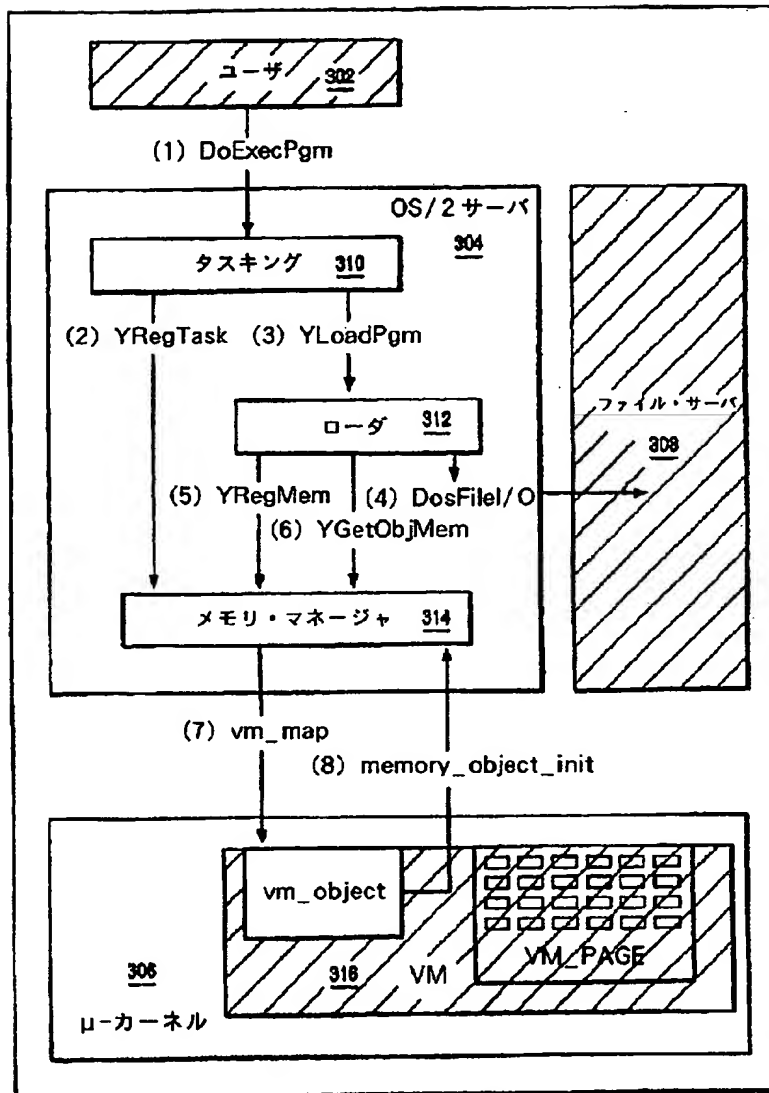 ユーザ 302
(1) DoExecPgm
OS/2 サーバ
304
タスキング 310
(2) YRegTask (3) YLoadPgm
ファイル・サーバ
308
ローダ 312
(5) YRegMem (4) DosFileI/O
(6) YGetObjMem
メモリ・マネージャ 314
(7) vm_map
(8) memory_object_init
vm_object
306
316 VM
VM_PAGE
μ-カーネル